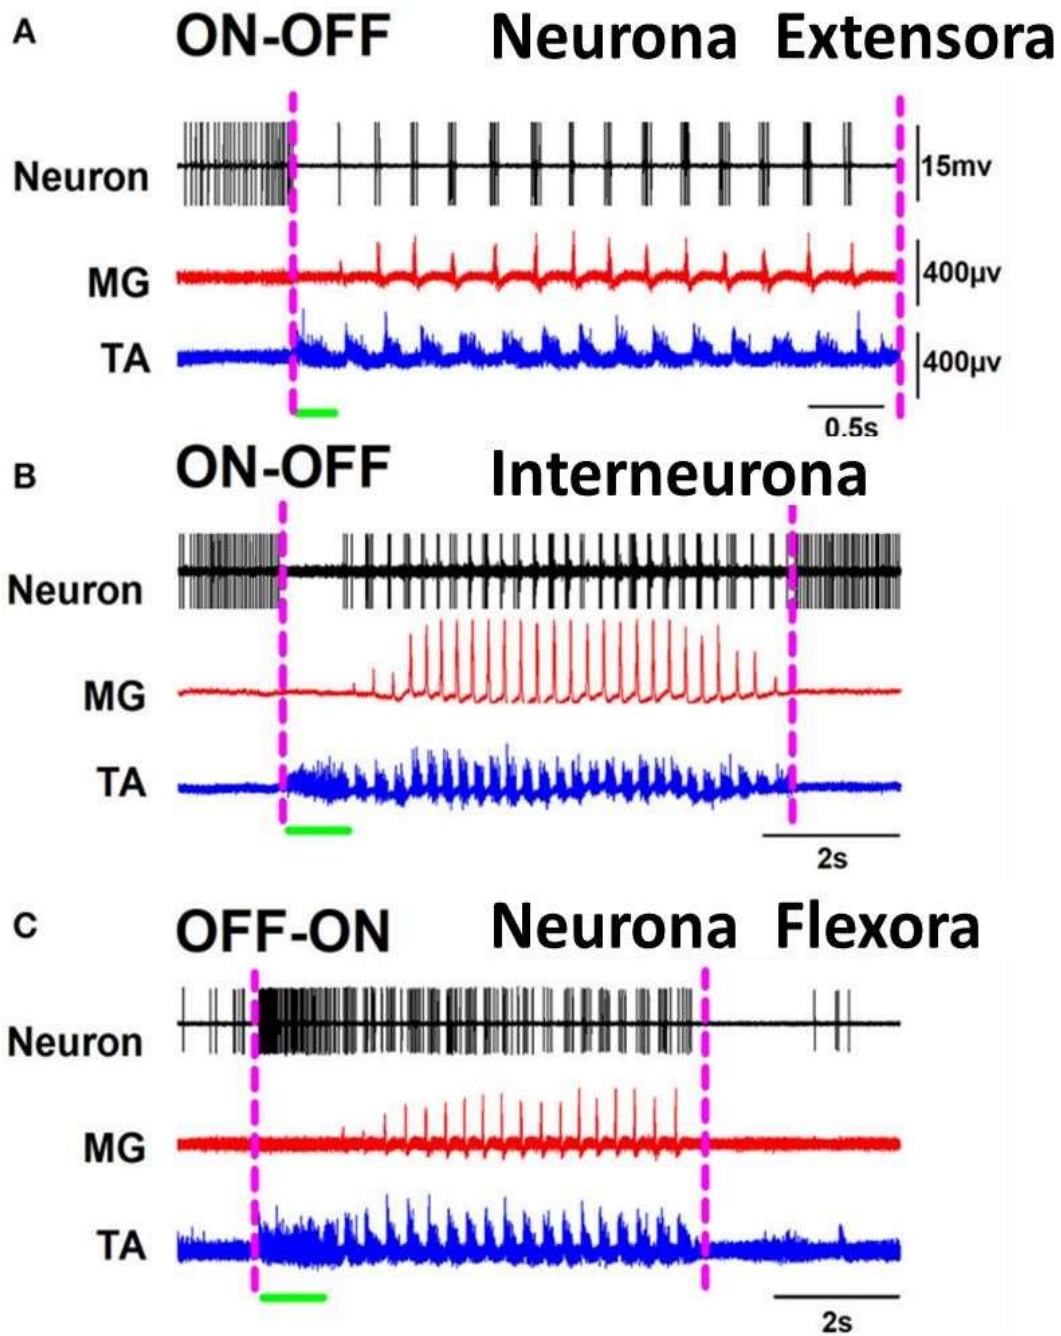 A ON-OFF Neurona Extensora
Neuron
15mv
MG
400μv
TA
400μv
0.5s
B ON-OFF Interneurona
Neuron
MG
TA
2s
C OFF-ON Neurona Flexora
Neuron
MG
TA
2s